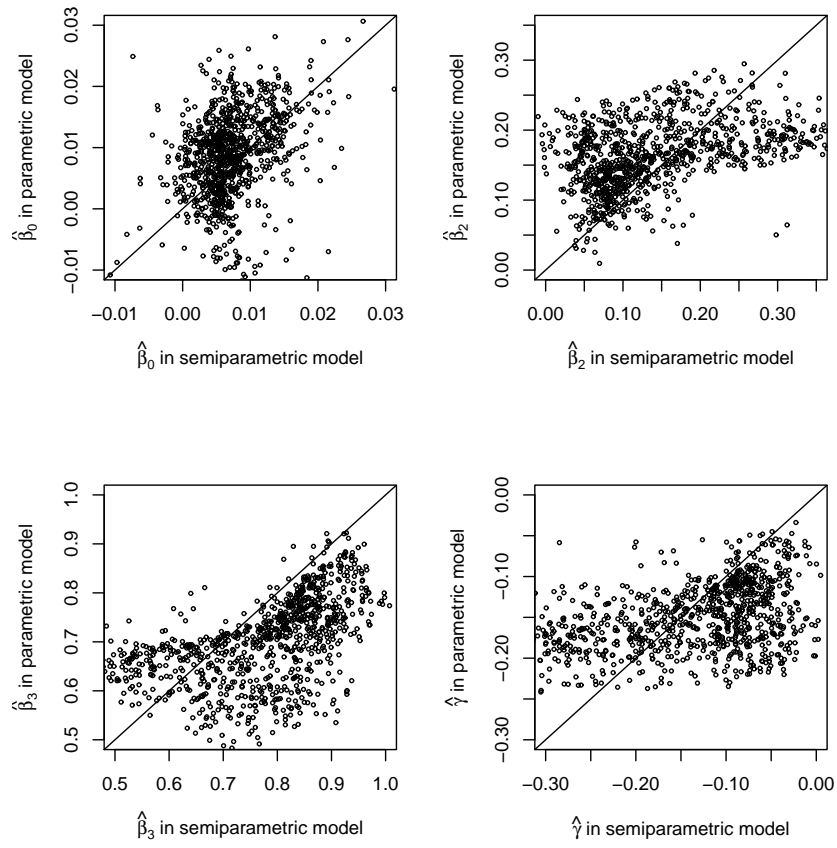 0.03
0.02
0.01
0.00
−0.01
β̂0 in parametric model
−0.01 0.00 0.01 0.02 0.03
β̂0 in semiparametric model
0.30
0.20
0.10
0.00
β̂2 in parametric model
0.00 0.10 0.20 0.30
β̂2 in semiparametric model
1.0
0.9
0.8
0.7
0.6
0.5
β̂3 in parametric model
0.5 0.6 0.7 0.8 0.9 1.0
β̂3 in semiparametric model
0.00
−0.10
−0.20
−0.30
γ̂ in parametric model
−0.30 −0.20 −0.10 0.00
γ̂ in semiparametric model